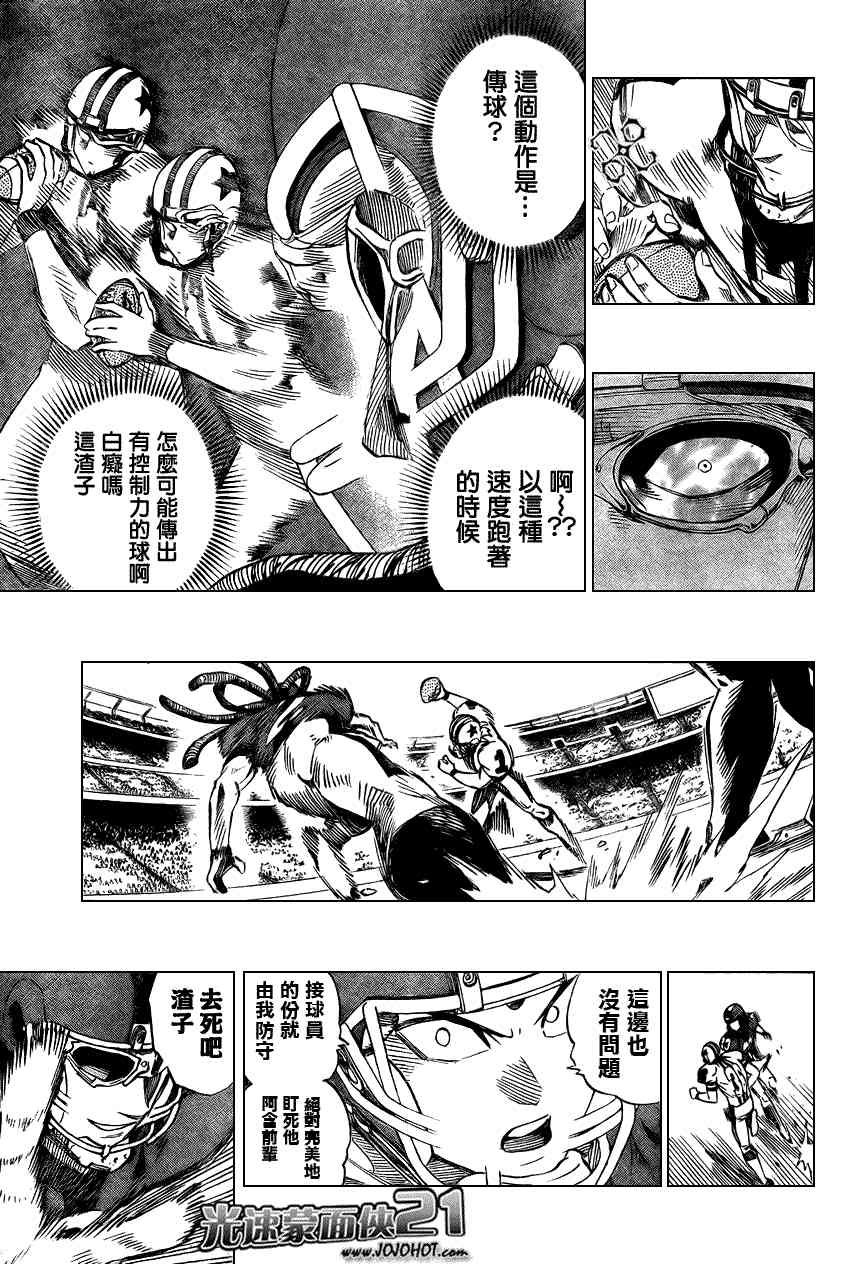 這個動作是…
傳球？
啊~??
以這種
速度跑著
的時候
怎麼可能傳出
有控制力的球啊
白癡嗎
這渣子
1
這邊也
沒有問題
接球員
的份就
由我防守
絕對完美地
盯死他
阿含前輩
去死吧
渣子
光速蒙面俠21
www.JOJOHOT.com